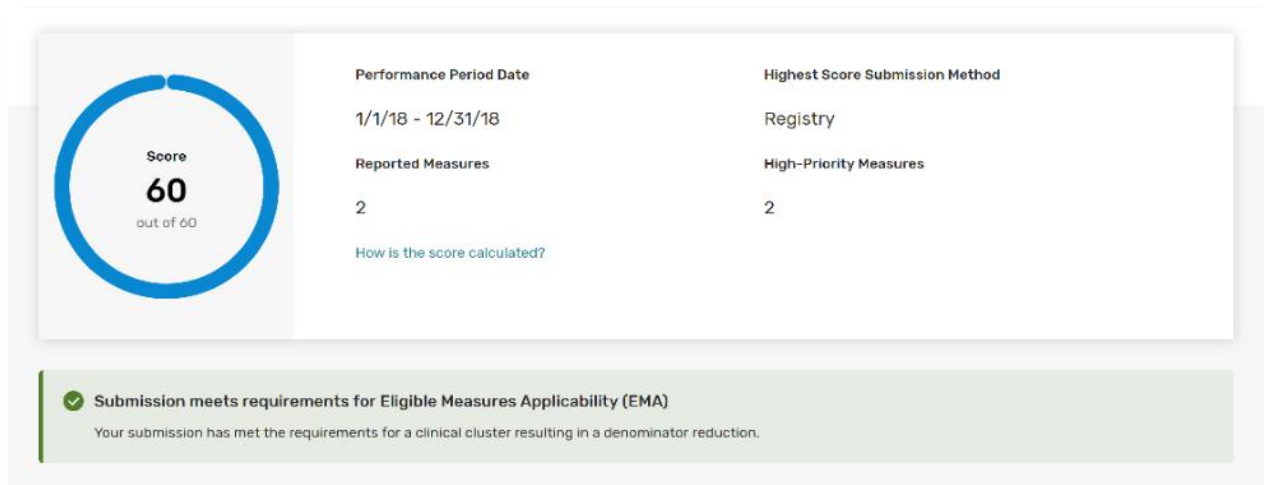 Score
60
out of 60
Performance Period Date
1/1/18 - 12/31/18
Reported Measures
2
How is the score calculated?
Highest Score Submission Method
Registry
High-Priority Measures
2
Submission meets requirements for Eligible Measures Applicability (EMA)
Your submission has met the requirements for a clinical cluster resulting in a denominator reduction.